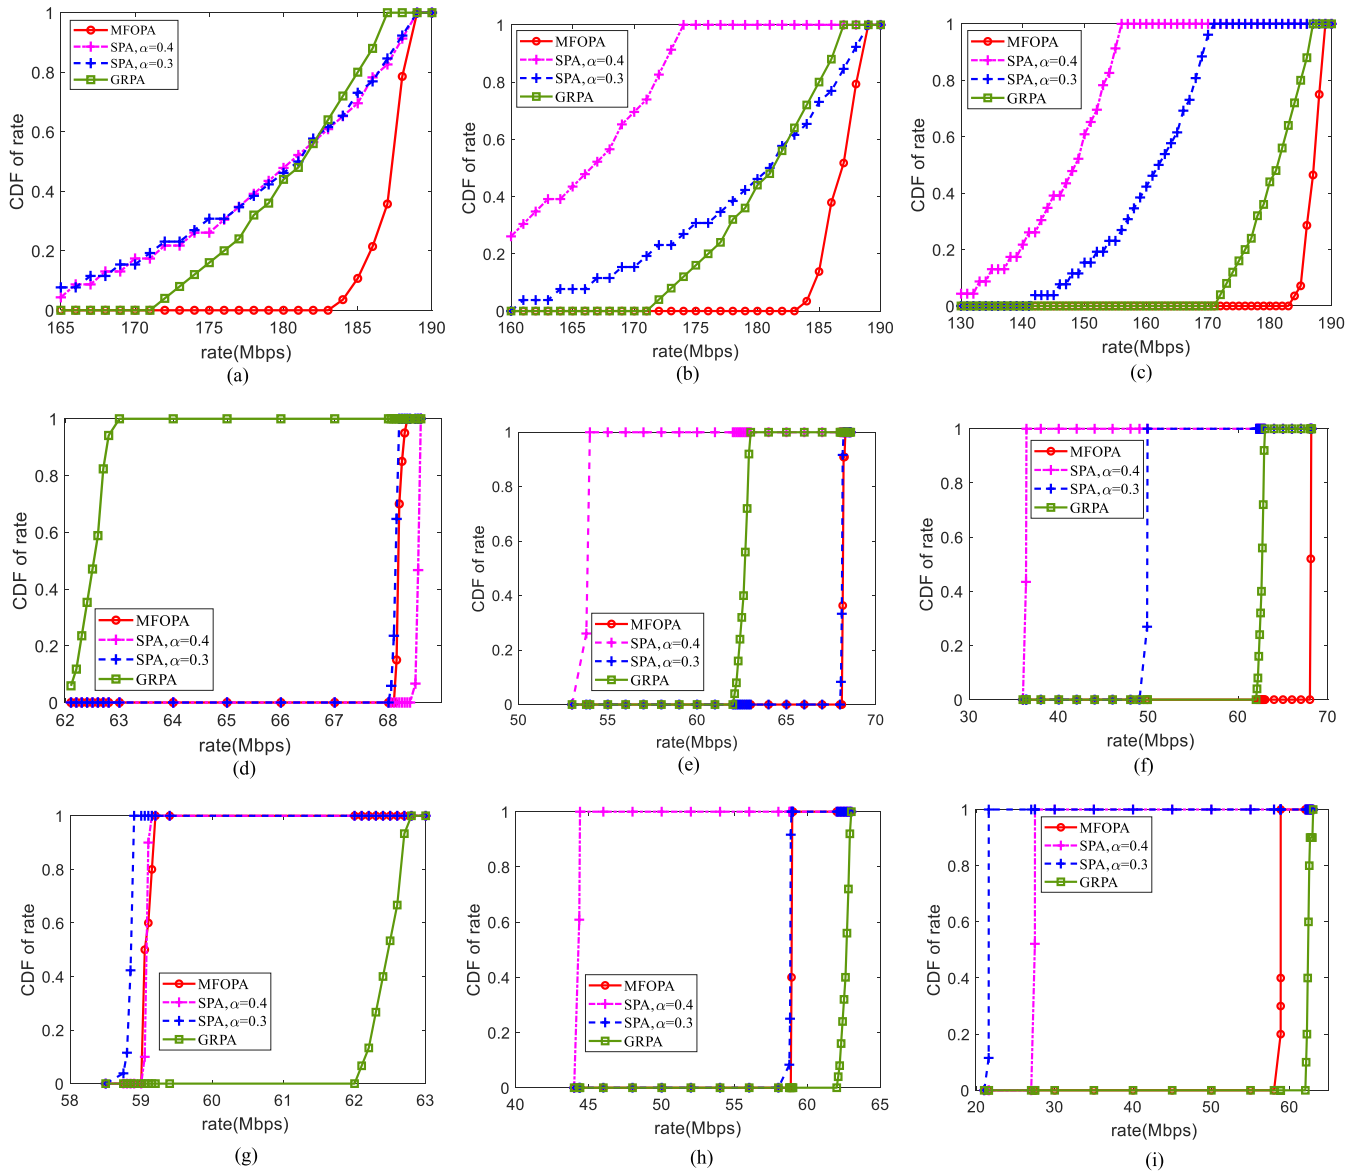 CDF of rate
1
0.8
0.6
0.4
0.2
0
MFOPA
SPA, α=0.4
SPA, α=0.3
GRPA
165 170 175 180 185 190
rate(Mbps)
(a)
CDF of rate
1
0.8
0.6
0.4
0.2
0
MFOPA
SPA, α=0.4
SPA, α=0.3
GRPA
160 165 170 175 180 185 190
rate(Mbps)
(b)
CDF of rate
1
0.8
0.6
0.4
0.2
0
MFOPA
SPA, α=0.4
SPA, α=0.3
GRPA
130 140 150 160 170 180 190
rate(Mbps)
(c)
CDF of rate
1
0.8
0.6
0.4
0.2
0
MFOPA
SPA, α=0.4
SPA, α=0.3
GRPA
62 63 64 65 66 67 68
rate(Mbps)
(d)
CDF of rate
1
0.8
0.6
0.4
0.2
0
MFOPA
SPA, α=0.4
SPA, α=0.3
GRPA
50 55 60 65 70
rate(Mbps)
(e)
CDF of rate
1
0.8
0.6
0.4
0.2
0
MFOPA
SPA, α=0.4
SPA, α=0.3
GRPA
30 40 50 60 70
rate(Mbps)
(f)
CDF of rate
1
0.8
0.6
0.4
0.2
0
MFOPA
SPA, α=0.4
SPA, α=0.3
GRPA
58 59 60 61 62 63
rate(Mbps)
(g)
CDF of rate
1
0.8
0.6
0.4
0.2
0
MFOPA
SPA, α=0.4
SPA, α=0.3
GRPA
40 45 50 55 60 65
rate(Mbps)
(h)
CDF of rate
1
0.8
0.6
0.4
0.2
0
MFOPA
SPA, α=0.4
SPA, α=0.3
GRPA
20 30 40 50 60
rate(Mbps)
(i)